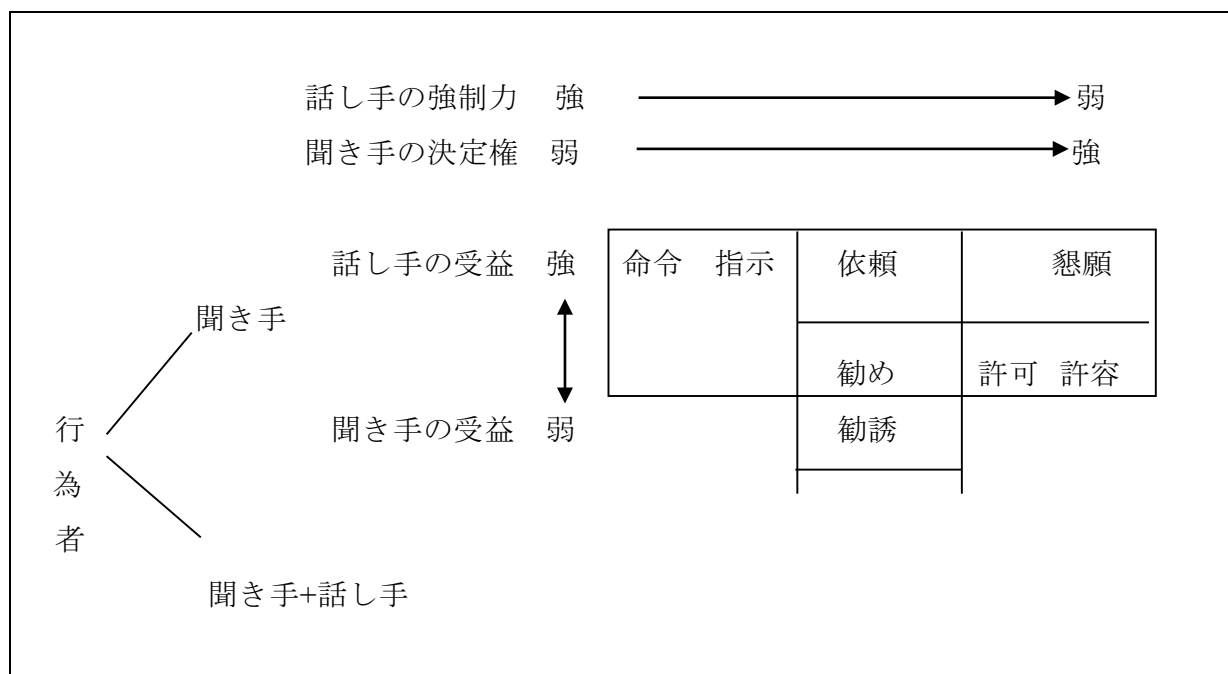 話し手の強制力 強 弱
聞き手の決定権 弱 強
話し手の受益 強 命令 指示 依頼 懇願
聞き手
勧め 許可 許容
聞き手の受益 弱 勧誘
行為者
聞き手+話し手